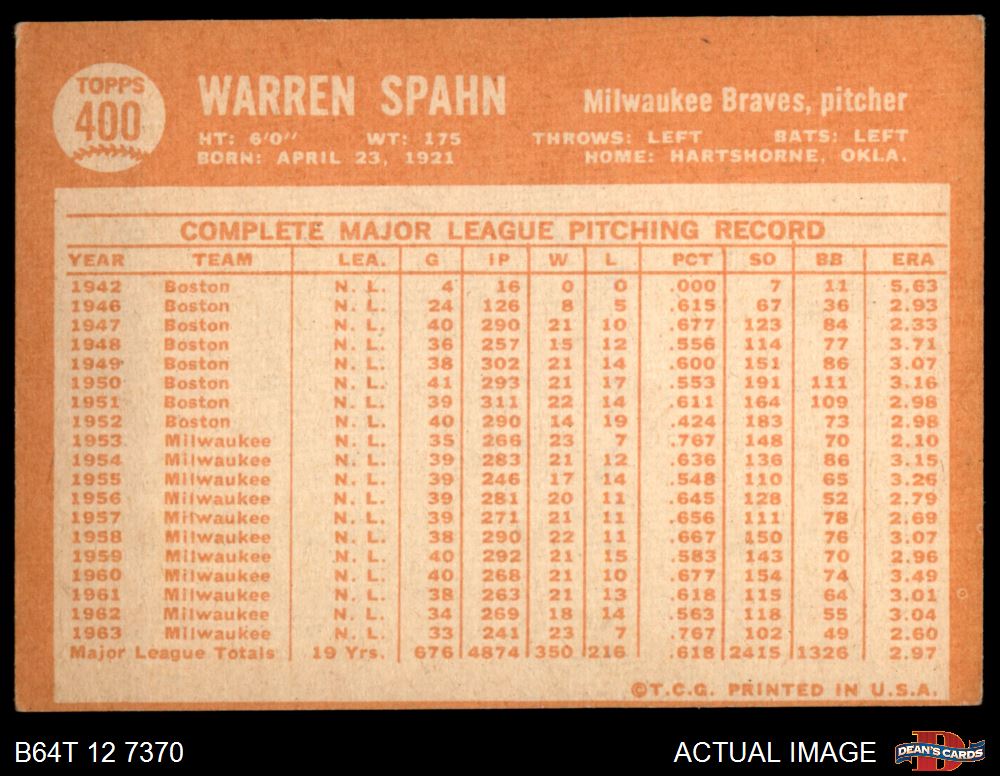 TOPPS
400
WARREN SPAHN
Milwaukee Braves, pitcher
HT: 6'0" WT: 175 THROWS: LEFT BATS: LEFT
BORN: APRIL 23, 1921 HOME: HARTSHORNE, OKLA.
COMPLETE MAJOR LEAGUE PITCHING RECORD
YEAR TEAM LEA. G IP W L PCT SO BB ERA
1942 Boston N. L. 4 16 0 0 .000 7 11 5.63
1946 Boston N. L. 24 126 8 5 .615 67 36 2.93
1947 Boston N. L. 40 290 21 10 .677 123 84 2.33
1948 Boston N. L. 36 257 15 12 .556 114 77 3.71
1949 Boston N. L. 38 302 21 14 .600 151 86 3.07
1950 Boston N. L. 41 293 21 17 .553 191 111 3.16
1951 Boston N. L. 39 311 22 14 .611 164 109 2.98
1952 Boston N. L. 40 290 14 19 .424 183 73 2.98
1953 Milwaukee N. L. 35 266 23 7 .767 148 70 2.10
1954 Milwaukee N. L. 39 283 21 12 .636 136 86 3.15
1955 Milwaukee N. L. 39 246 17 14 .548 110 65 3.26
1956 Milwaukee N. L. 39 281 20 11 .645 128 52 2.79
1957 Milwaukee N. L. 39 271 21 11 .656 111 78 2.69
1958 Milwaukee N. L. 38 290 22 11 .667 150 76 3.07
1959 Milwaukee N. L. 40 292 21 15 .583 143 70 2.96
1960 Milwaukee N. L. 40 268 21 10 .677 154 74 3.49
1961 Milwaukee N. L. 38 263 21 13 .618 115 64 3.01
1962 Milwaukee N. L. 34 269 18 14 .563 118 55 3.04
1963 Milwaukee N. L. 33 241 23 7 .767 102 49 2.60
Major League Totals 19 Yrs. 676 4874 350 216 .618 2415 1326 2.97
©T.C.G. PRINTED IN U.S.A.
B64T 12 7370
ACTUAL IMAGE
DEAN'S CARDS